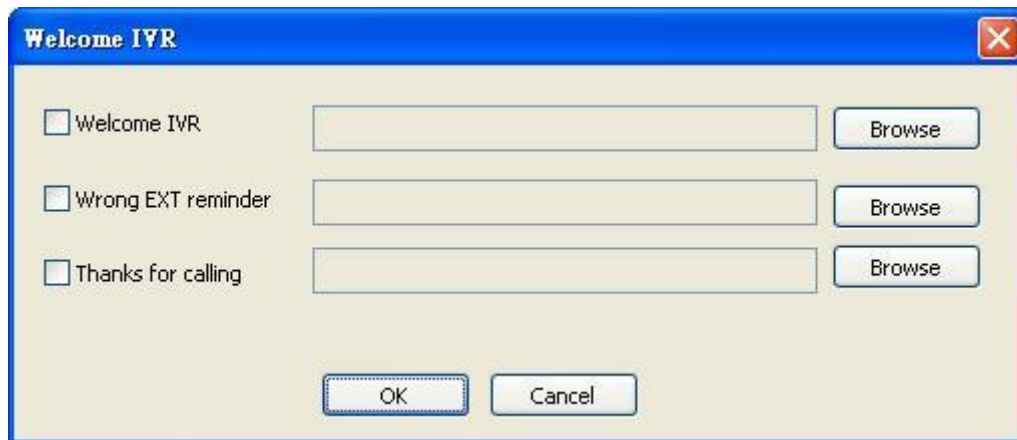 Welcome IVR
Welcome IVR Browse
Wrong EXT reminder Browse
Thanks for calling Browse
OK Cancel